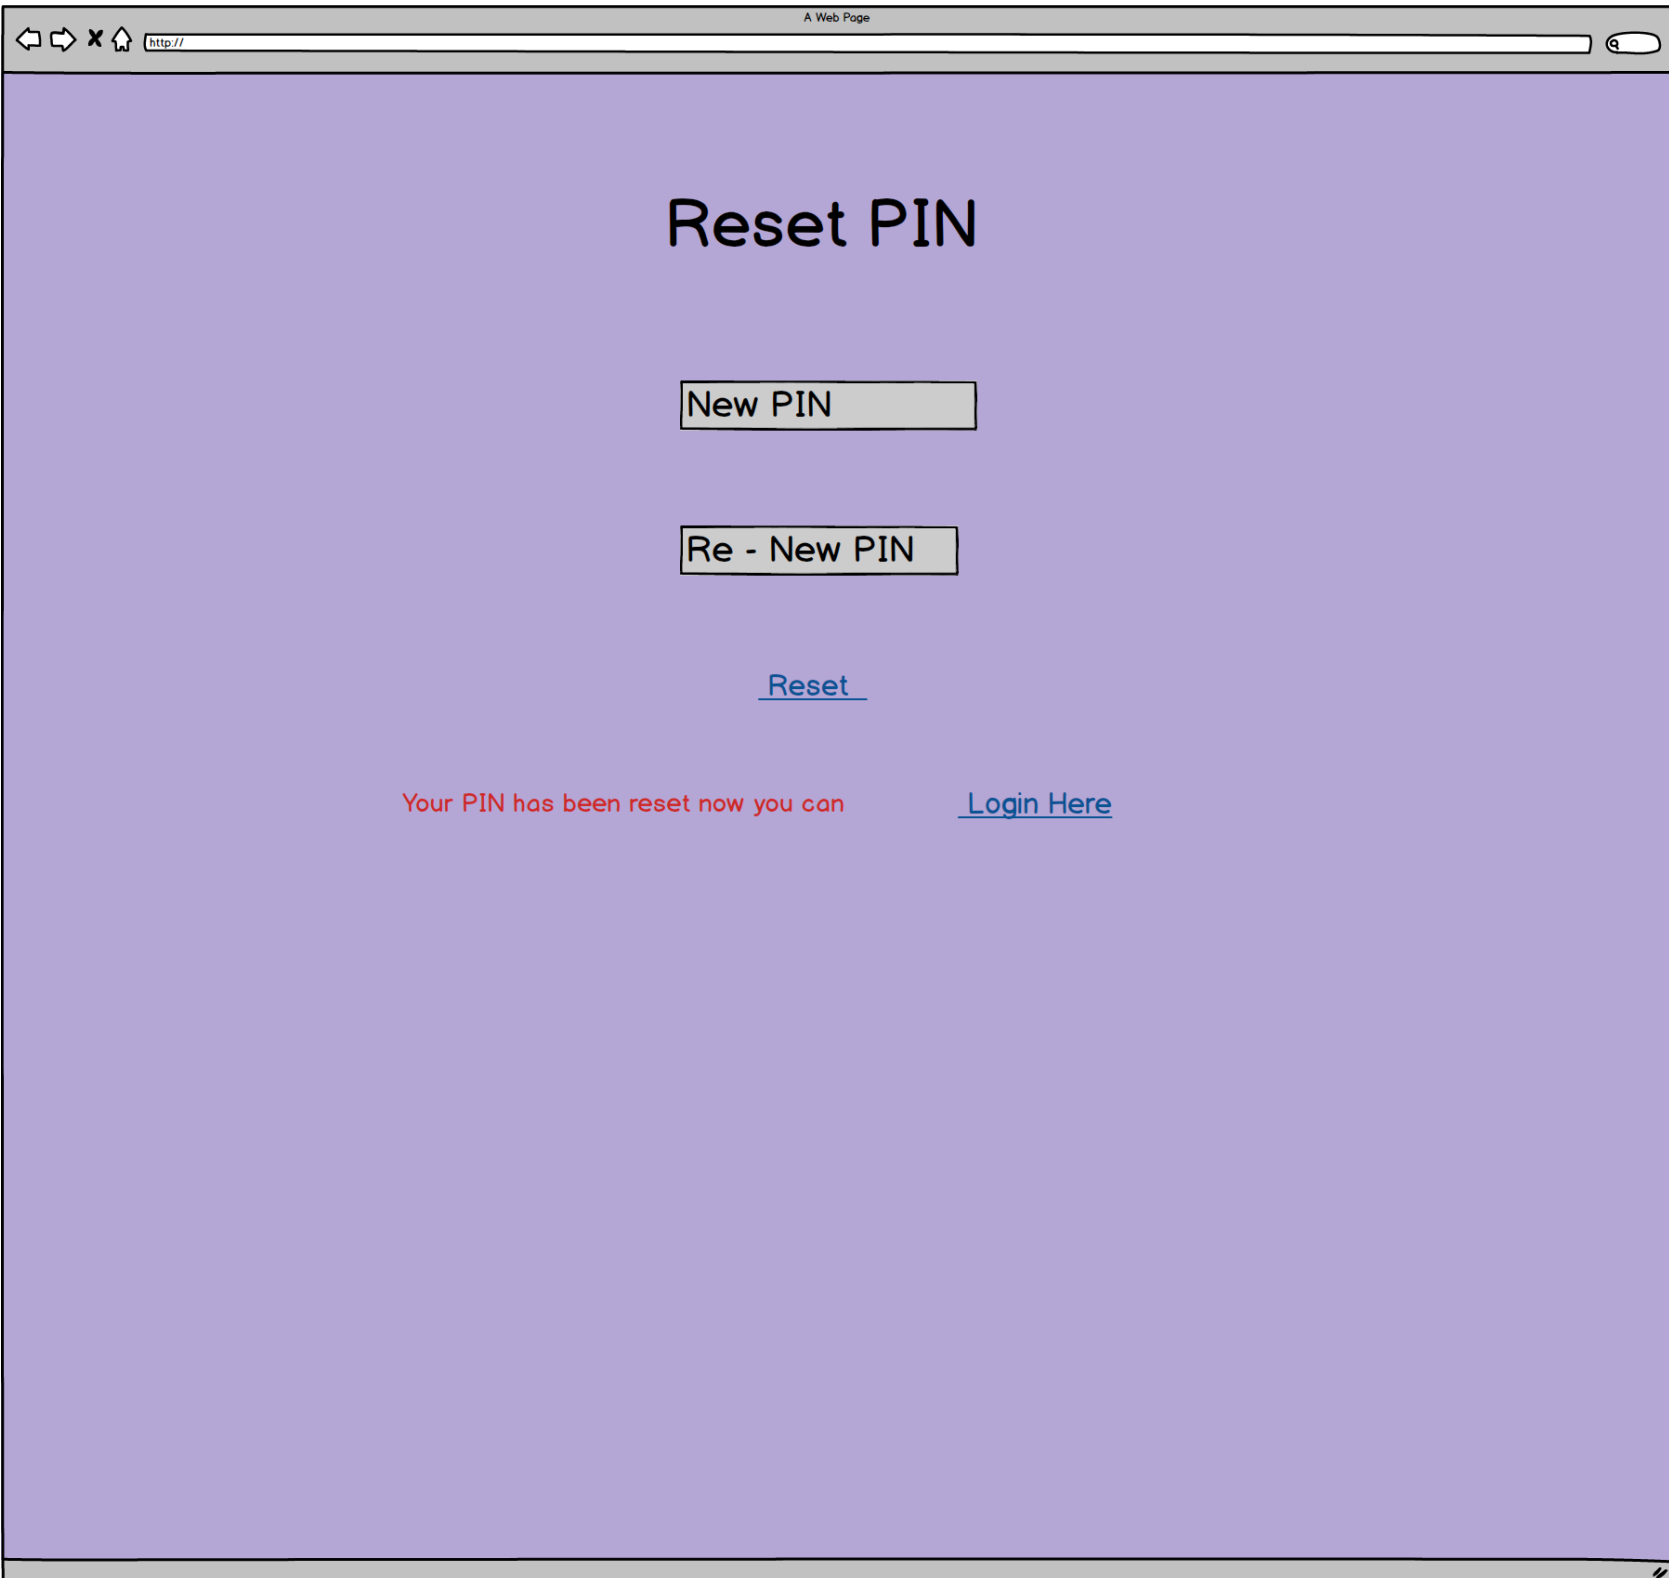 A Web Page
http://
Reset PIN
New PIN
Re - New PIN
Reset
Your PIN has been reset now you can Login Here